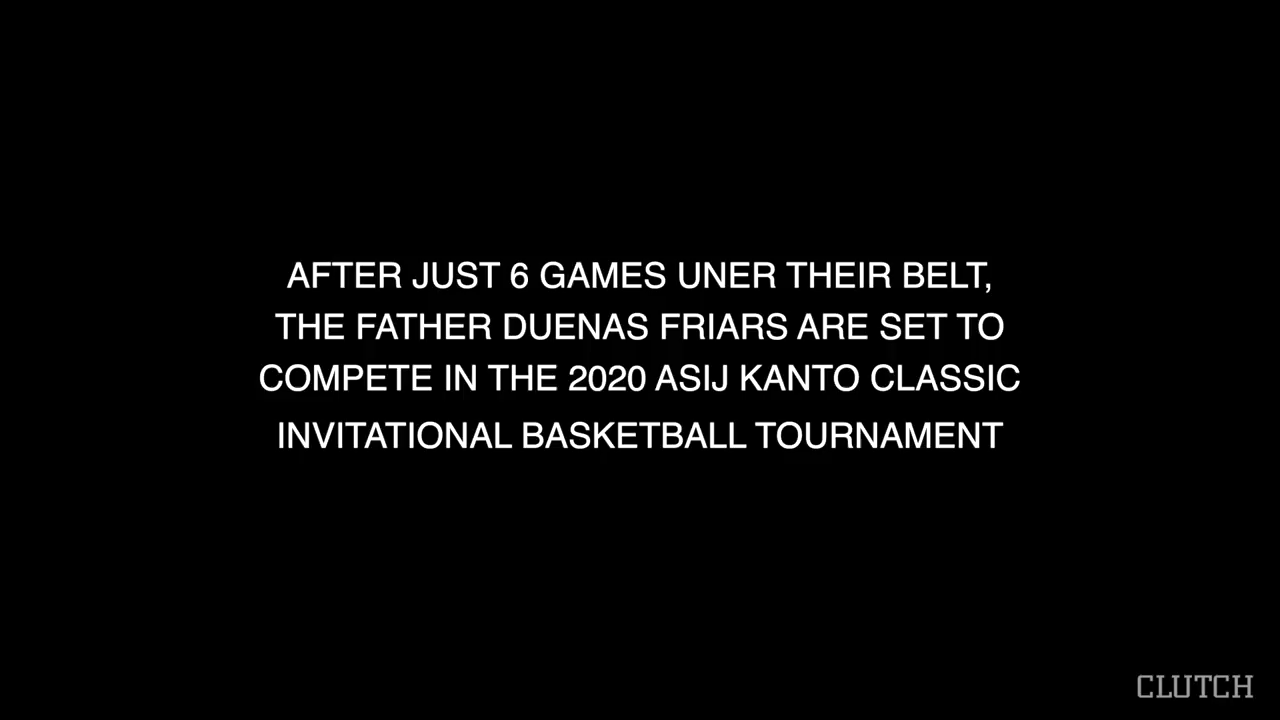 AFTER JUST 6 GAMES UNER THEIR BELT,
THE FATHER DUENAS FRIARS ARE SET TO
COMPETE IN THE 2020 ASIJ KANTO CLASSIC
INVITATIONAL BASKETBALL TOURNAMENT
CLUTCH